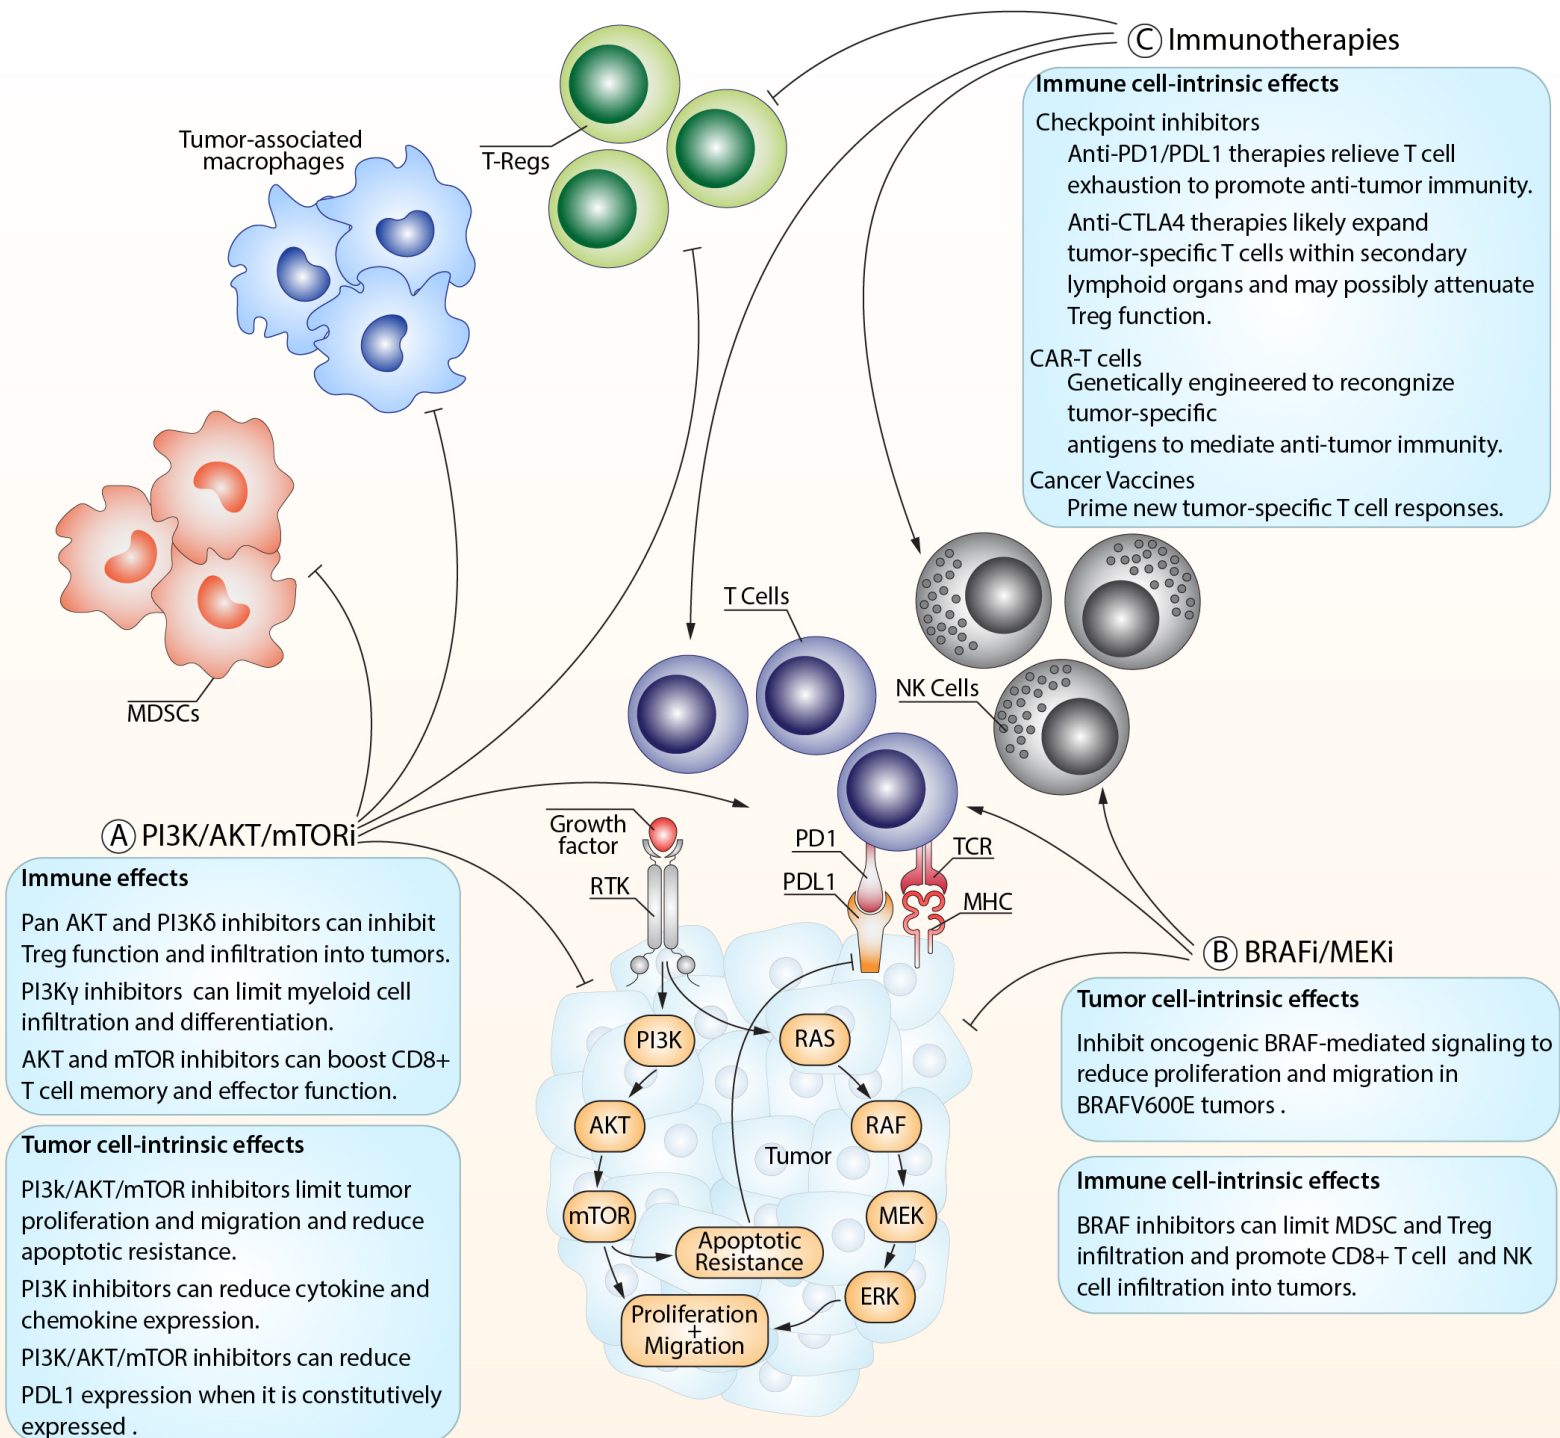 C Immunotherapies
Immune cell-intrinsic effects
Checkpoint inhibitors
Anti-PD1/PDL1 therapies relieve T cell
exhaustion to promote anti-tumor immunity.
Anti-CTLA4 therapies likely expand
tumor-specific T cells within secondary
lymphoid organs and may possibly attenuate
Treg function.
CAR-T cells
Genetically engineered to recongnize
tumor-specific
antigens to mediate anti-tumor immunity.
Cancer Vaccines
Prime new tumor-specific T cell responses.
Tumor-associated
macrophages
T-Regs
MDSCs
T Cells
NK Cells
A PI3K/AKT/mTORi
Immune effects
Pan AKT and PI3Kδ inhibitors can inhibit
Treg function and infiltration into tumors.
PI3Kγ inhibitors can limit myeloid cell
infiltration and differentiation.
AKT and mTOR inhibitors can boost CD8+
T cell memory and effector function.
Tumor cell-intrinsic effects
PI3k/AKT/mTOR inhibitors limit tumor
proliferation and migration and reduce
apoptotic resistance.
PI3K inhibitors can reduce cytokine and
chemokine expression.
PI3K/AKT/mTOR inhibitors can reduce
PDL1 expression when it is constitutively
expressed .
Growth
factor
RTK
PD1
PDL1
TCR
MHC
PI3K
RAS
AKT
RAF
Tumor
mTOR
MEK
Apoptotic
Resistance
ERK
Proliferation
+
Migration
B BRAFi/MEKi
Tumor cell-intrinsic effects
Inhibit oncogenic BRAF-mediated signaling to
reduce proliferation and migration in
BRAFV600E tumors .
Immune cell-intrinsic effects
BRAF inhibitors can limit MDSC and Treg
infiltration and promote CD8+ T cell and NK
cell infiltration into tumors.